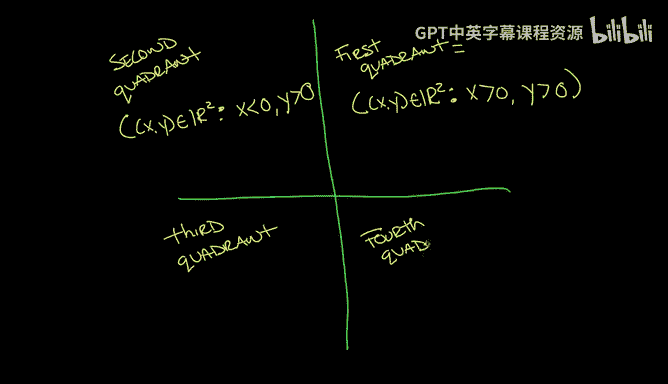 GPT中英字幕课程资源 bilibili
SECOND
QUADRANT
((x,y)∈ℝ²: x<0, y>0
FIRST
QUADRANT =
((x,y)∈ℝ²: x>0, y>0)
THIRD
QUADRANT
FOURTH
QUAD